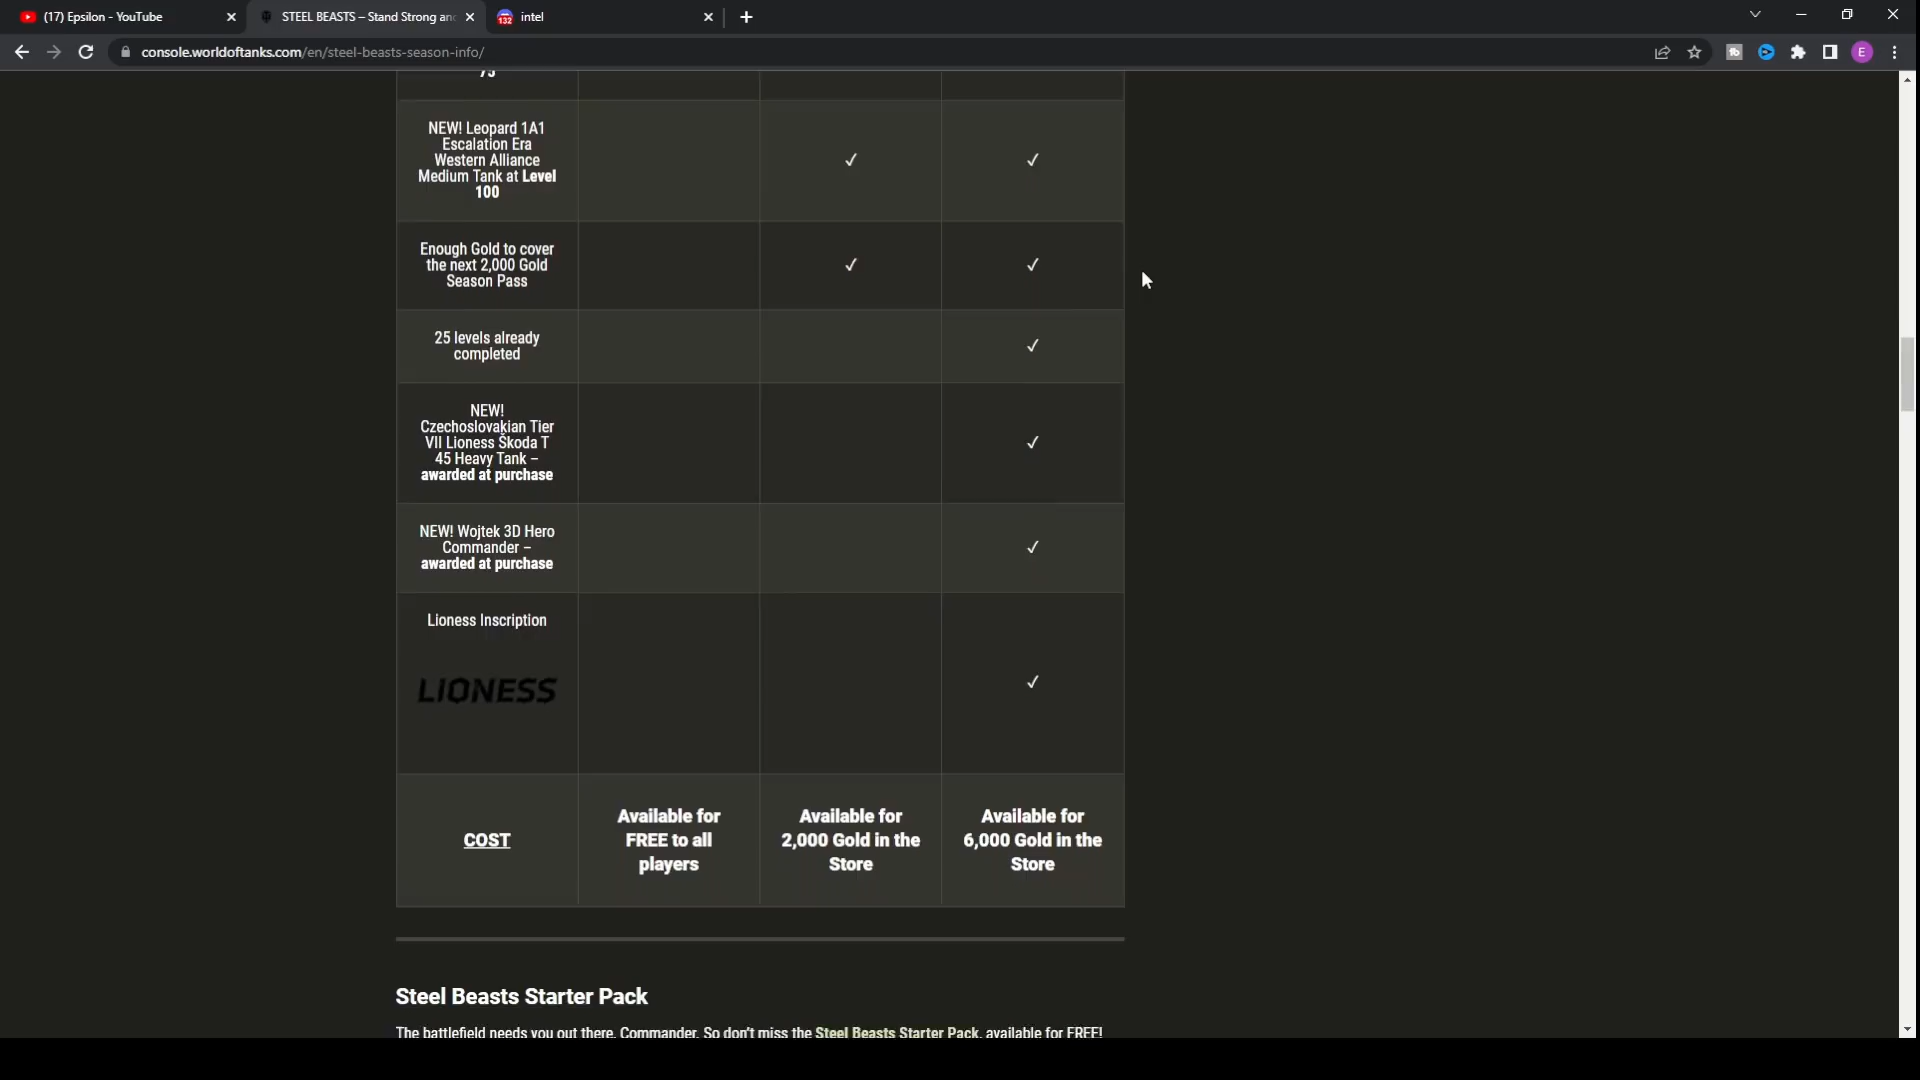 (17) Epsilon - YouTube
STEEL BEASTS – Stand Strong and
132
intel
console.worldoftanks.com/en/steel-beasts-season-info/
E
75
NEW! Leopard 1A1
Escalation Era
Western Alliance
Medium Tank at Level
100
✓ ✓
Enough Gold to cover
the next 2,000 Gold
Season Pass
✓ ✓
25 levels already
completed
✓
NEW!
Czechoslovakian Tier
VII Lioness Škoda T
45 Heavy Tank –
awarded at purchase
✓
NEW! Wojtek 3D Hero
Commander –
awarded at purchase
✓
Lioness Inscription
LIONESS
✓
COST
Available for
FREE to all
players
Available for
2,000 Gold in the
Store
Available for
6,000 Gold in the
Store
Steel Beasts Starter Pack
The battlefield needs you out there, Commander. So don't miss the Steel Beasts Starter Pack, available for FREE!